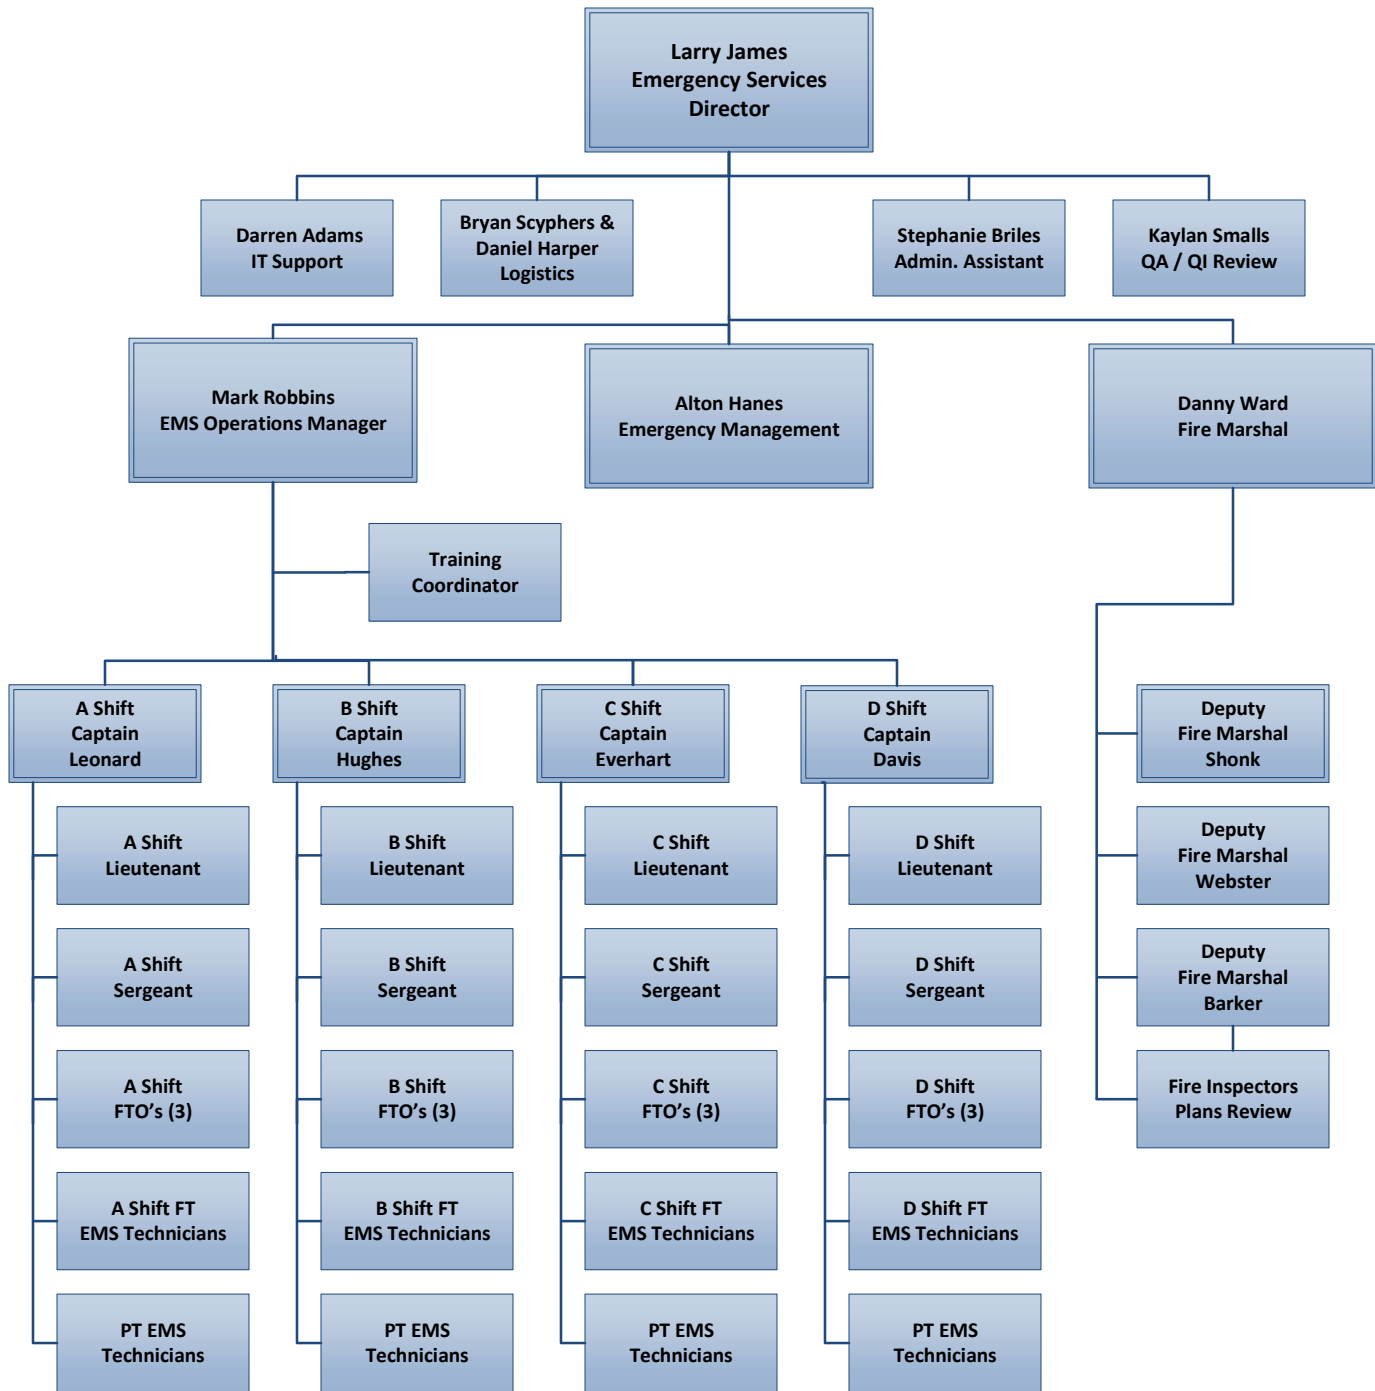 Larry James
Emergency Services
Director
Darren Adams
IT Support
Bryan Scyphers &
Daniel Harper
Logistics
Stephanie Briles
Admin. Assistant
Kaylan Smalls
QA / QI Review
Mark Robbins
EMS Operations Manager
Alton Hanes
Emergency Management
Danny Ward
Fire Marshal
Training
Coordinator
A Shift
Captain
Leonard
B Shift
Captain
Hughes
C Shift
Captain
Everhart
D Shift
Captain
Davis
Deputy
Fire Marshal
Shonk
A Shift
Lieutenant
B Shift
Lieutenant
C Shift
Lieutenant
D Shift
Lieutenant
Deputy
Fire Marshal
Webster
A Shift
Sergeant
B Shift
Sergeant
C Shift
Sergeant
D Shift
Sergeant
Deputy
Fire Marshal
Barker
A Shift
FTO’s (3)
B Shift
FTO’s (3)
C Shift
FTO’s (3)
D Shift
FTO’s (3)
Fire Inspectors
Plans Review
A Shift FT
EMS Technicians
B Shift FT
EMS Technicians
C Shift FT
EMS Technicians
D Shift FT
EMS Technicians
PT EMS
Technicians
PT EMS
Technicians
PT EMS
Technicians
PT EMS
Technicians